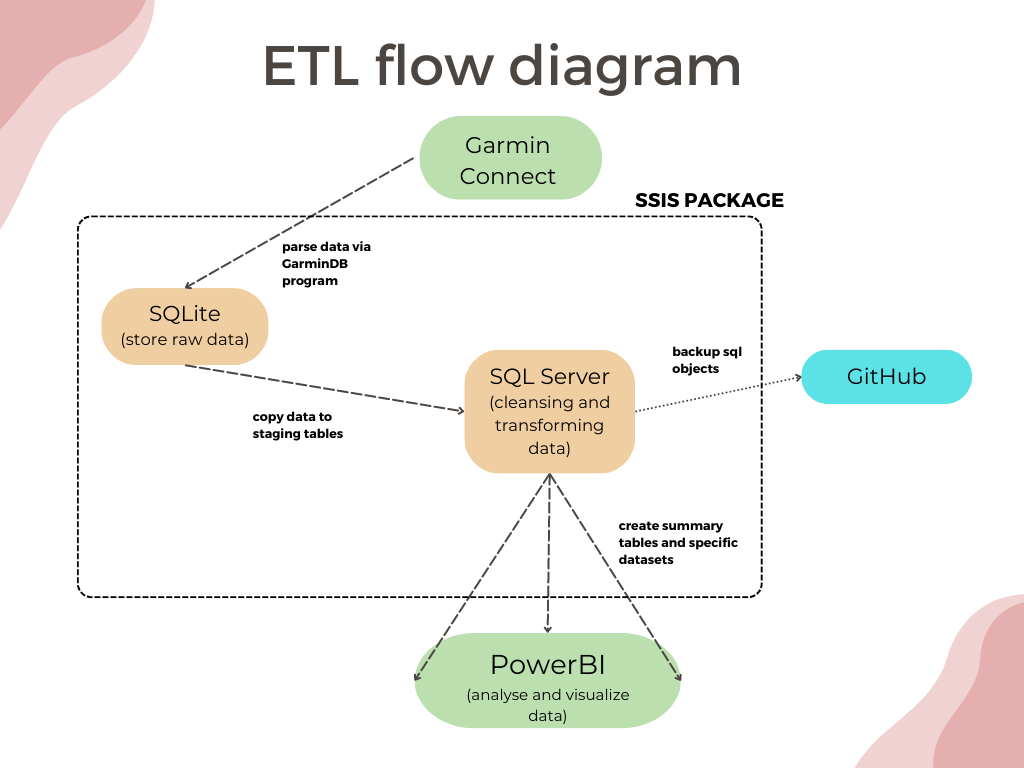 ETL flow diagram
Garmin
Connect
SSIS PACKAGE
parse data via
GarminDB
program
SQLite
(store raw data)
copy data to
staging tables
SQL Server
(cleansing and
transforming
data)
backup sql
objects
GitHub
create summary
tables and specific
datasets
PowerBI
(analyse and visualize
data)